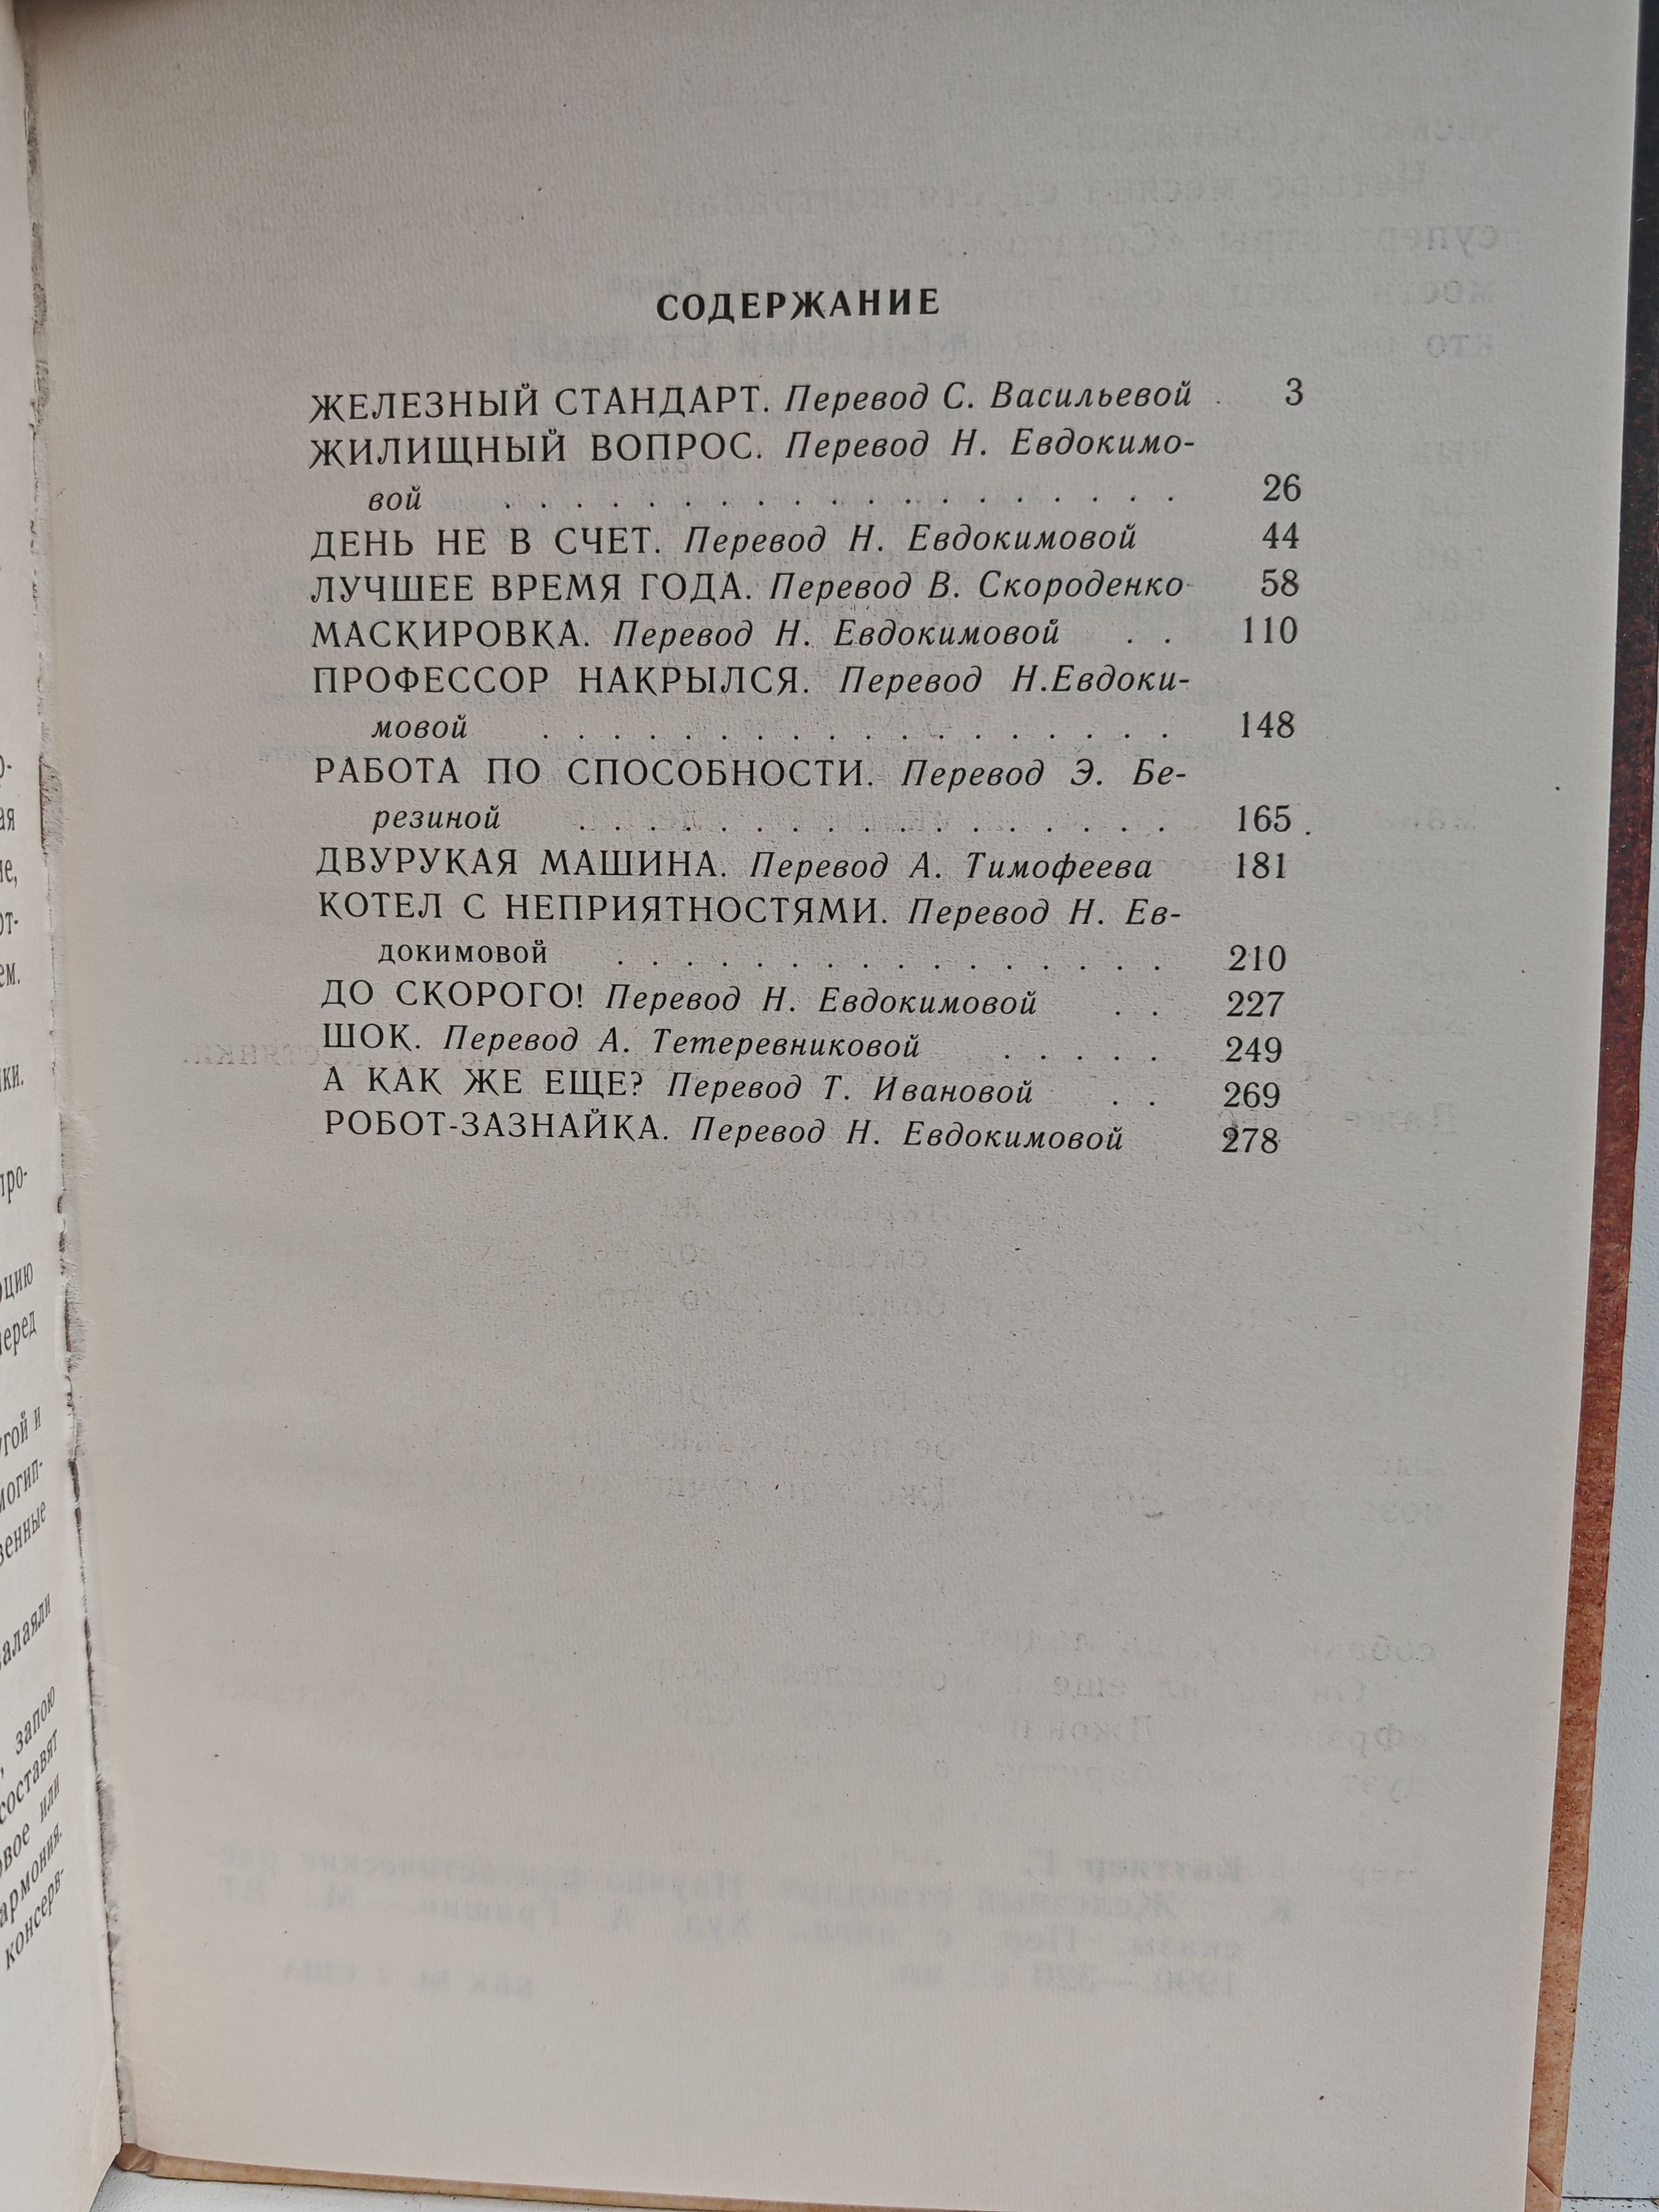 СОДЕРЖАНИЕ
ЖЕЛЕЗНЫЙ СТАНДАРТ. Перевод С. Васильевой . 3
ЖИЛИЩНЫЙ ВОПРОС. Перевод Н. Евдокимо-
вой . . . . . . . . . . . . . . . . . . . 26
ДЕНЬ НЕ В СЧЕТ. Перевод Н. Евдокимовой 44
ЛУЧШЕЕ ВРЕМЯ ГОДА. Перевод В. Скороденко 58
МАСКИРОВКА. Перевод Н. Евдокимовой . . 110
ПРОФЕССОР НАКРЫЛСЯ. Перевод Н.Евдоки-
мовой . . . . . . . . . . . . . . . . . . 148
РАБОТА ПО СПОСОБНОСТИ. Перевод Э. Бе-
резиной . . . . . . . . . . . . . . . . . 165
ДВУРУКАЯ МАШИНА. Перевод А. Тимофеева 181
КОТЕЛ С НЕПРИЯТНОСТЯМИ. Перевод Н. Ев-
докимовой . . . . . . . . . . . . . . . . 210
ДО СКОРОГО! Перевод Н. Евдокимовой . . 227
ШОК. Перевод А. Тетеревниковой . . . . . 249
А КАК ЖЕ ЕЩЕ? Перевод Т. Ивановой . . 269
РОБОТ-ЗАЗНАЙКА. Перевод Н. Евдокимовой 278